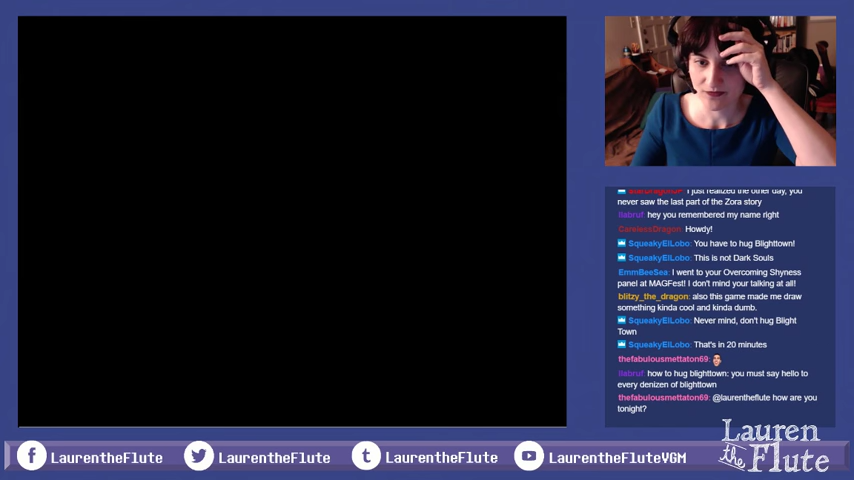 I just realized the other day, you
never saw the last part of the Zora story
hey you remembered my name right
CarelessDragon: Howdy!
SqueakyElLobo: You have to hug Blighttown!
SqueakyElLobo: This is not Dark Souls
EmmBeeSea: I went to your Overcoming Shyness
panel at MAGFest! I don't mind your talking at all!
blitzy_the_dragon: also this game made me draw
something kinda cool and kinda dumb.
SqueakyElLobo: Never mind, don't hug Blight
Town
SqueakyElLobo: That's in 20 minutes
thefabulousmettaton69:
how to hug blighttown: you must say hello to
every denizen of blighttown
thefabulousmettaton69: @laurentheflute how are you
tonight?
Lauren
the Flute
LaurentheFlute
LaurentheFlute
LaurentheFlute
LaurentheFluteVGM